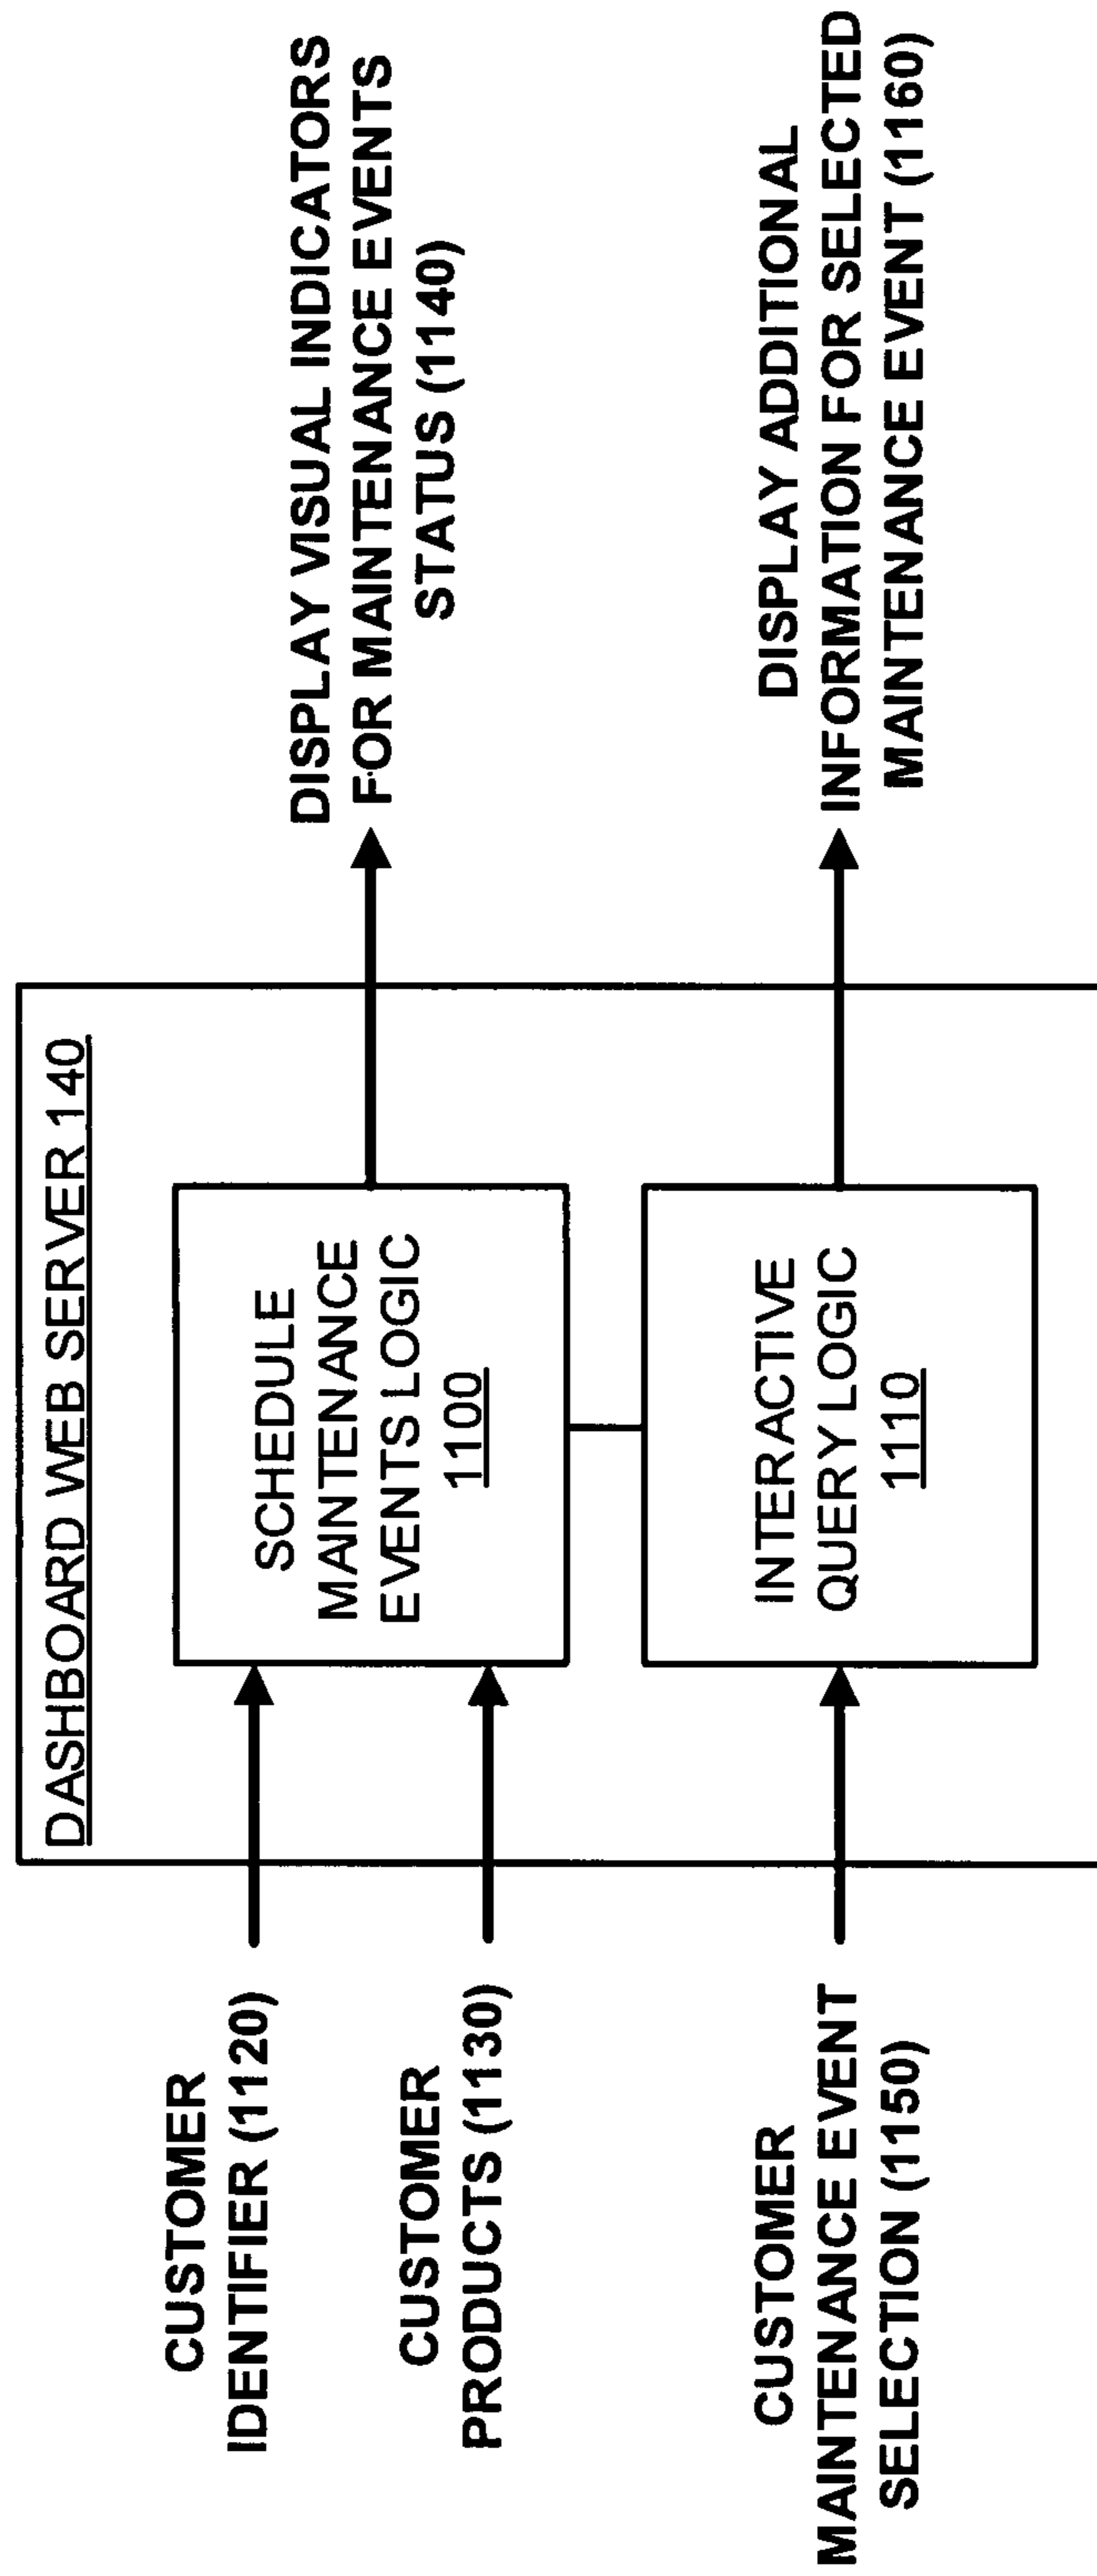 DASHBOARD WEB SERVER 140
CUSTOMER
IDENTIFIER (1120)
CUSTOMER
PRODUCTS (1130)
SCHEDULE
MAINTENANCE
EVENTS LOGIC
1100
DISPLAY VISUAL INDICATORS
FOR MAINTENANCE EVENTS
STATUS (1140)
CUSTOMER
MAINTENANCE EVENT
SELECTION (1150)
INTERACTIVE
QUERY LOGIC
1110
DISPLAY ADDITIONAL
INFORMATION FOR SELECTED
MAINTENANCE EVENT (1160)